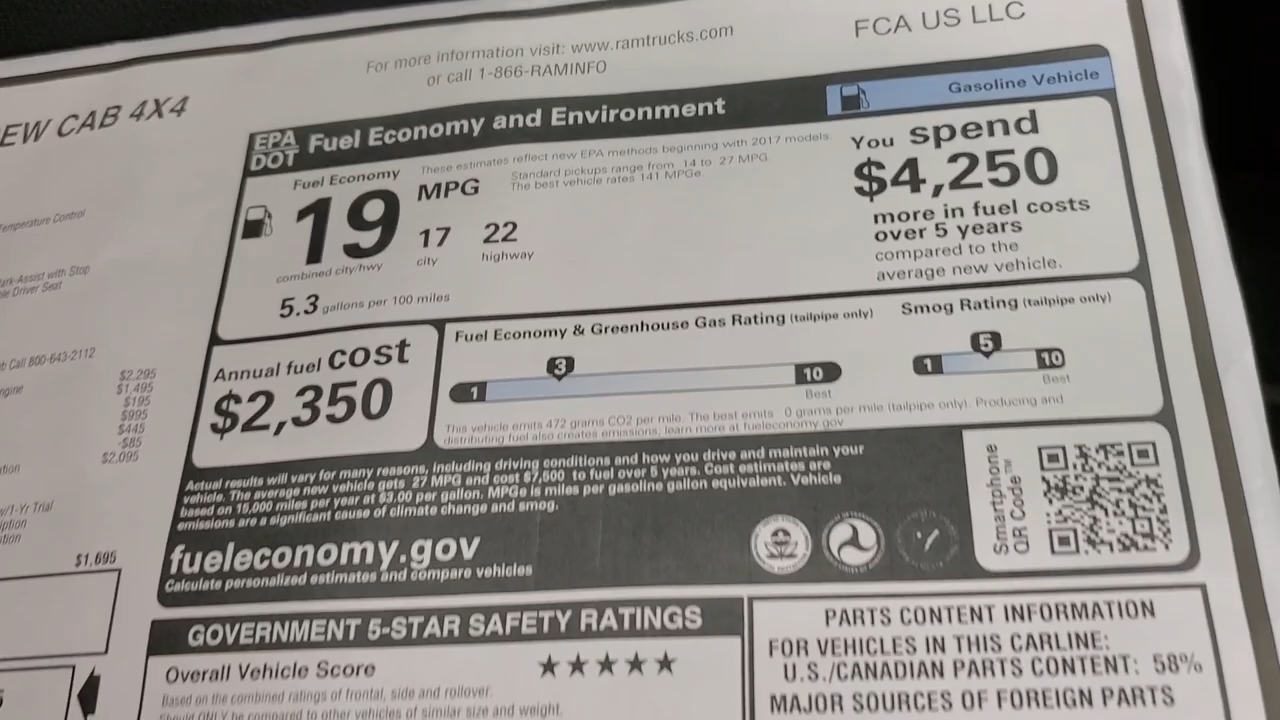 For more information visit: www.ramtrucks.com
or call 1-866-RAMINFO
FCA US LLC
EW CAB 4X4
EPA
DOT
Fuel Economy and Environment
Gasoline Vehicle
Fuel Economy
19
MPG
These estimates reflect new EPA methods beginning with 2017 models.
Standard pickups range from 14 to 27 MPG.
The best vehicle rates 141 MPGe.
17
city
22
highway
combined city/hwy
5.3 gallons per 100 miles
You spend
$4,250
more in fuel costs
over 5 years
compared to the
average new vehicle.
Annual fuel cost
$2,350
Fuel Economy & Greenhouse Gas Rating (tailpipe only)
3
1
10
Best
Smog Rating (tailpipe only)
5
1
10
Best
This vehicle emits 472 grams CO2 per mile. The best emits 0 grams per mile (tailpipe only). Producing and
distributing fuel also creates emissions; learn more at fueleconomy.gov
Actual results will vary for many reasons, including driving conditions and how you drive and maintain your
vehicle. The average new vehicle gets 27 MPG and cost $7,500 to fuel over 5 years. Cost estimates are
based on 15,000 miles per year at $3.00 per gallon. MPGe is miles per gasoline gallon equivalent. Vehicle
emissions are a significant cause of climate change and smog.
fueleconomy.gov
Calculate personalized estimates and compare vehicles
Smartphone
QR Code™
Temperature Control
ark-Assist with Stop
Driver Seat
Call 800-643-2112
$2,295
ngine
$1,495
$195
$995
$445
-$85
$2,095
w/1-Yr Trial
iption
$1,695
GOVERNMENT 5-STAR SAFETY RATINGS
Overall Vehicle Score
★★★★★
Based on the combined ratings of frontal, side and rollover.
Should ONLY be compared to other vehicles of similar size and weight.
PARTS CONTENT INFORMATION
FOR VEHICLES IN THIS CARLINE:
U.S./CANADIAN PARTS CONTENT: 58%
MAJOR SOURCES OF FOREIGN PARTS